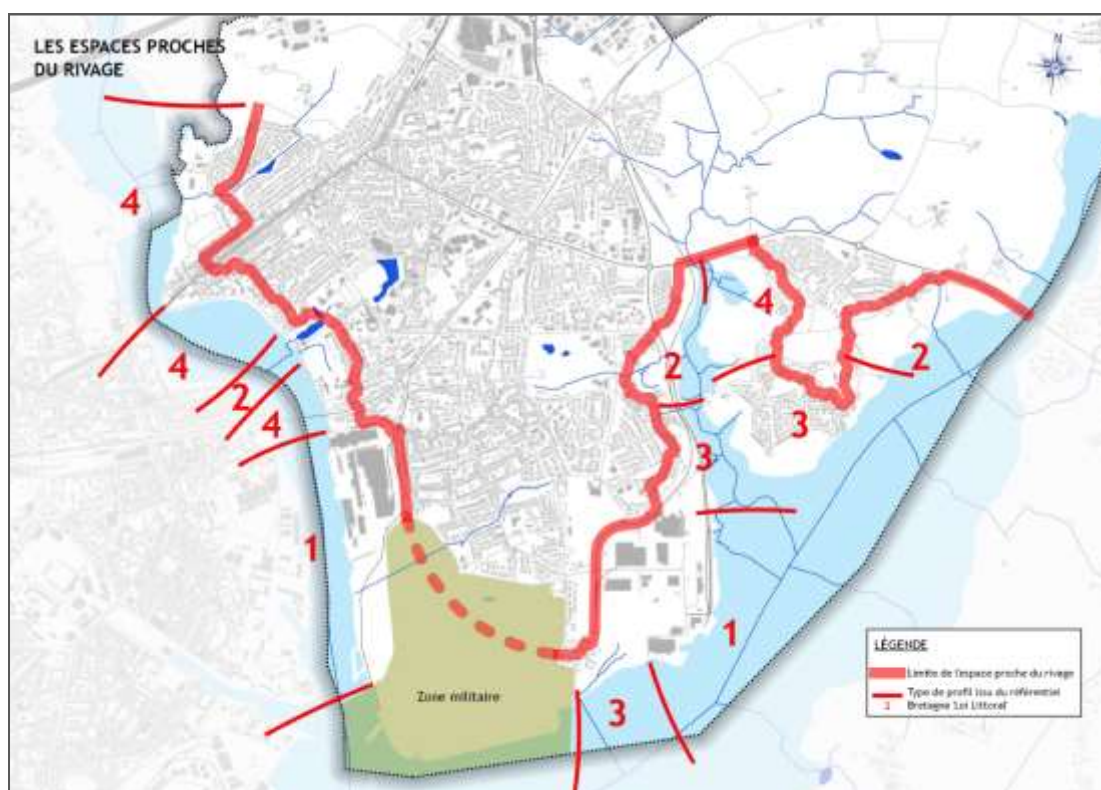 LES ESPACES PROCHES
DU RIVAGE
N
4
4
2
4
1
2
4
2
3
3
1
3
Zone militaire
LÉGENDE
Limite de l'espace proche du rivage
Type de profil issu du référentiel
1 Bretagne 'Loi Littoral'